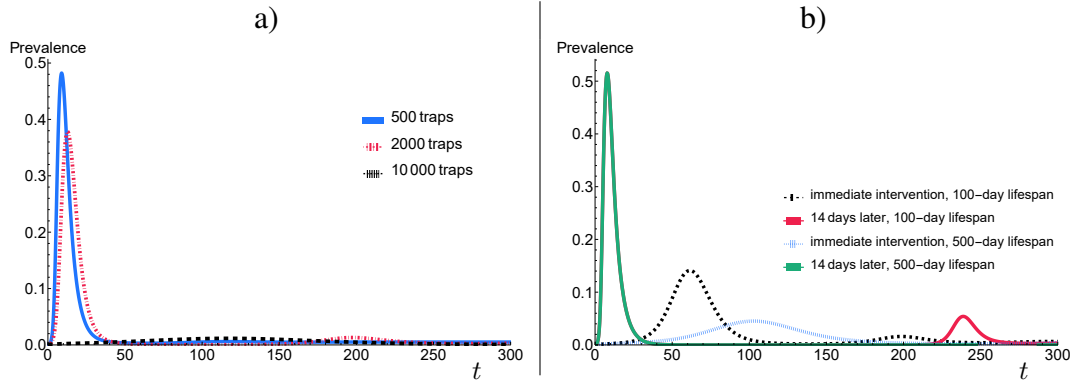 a)
Prevalence
0.5
0.4
0.3
0.2
0.1
0.0
0
50
100
150
200
250
300
t
500 traps
2000 traps
10 000 traps
b)
Prevalence
0.5
0.4
0.3
0.2
0.1
0.0
0
50
100
150
200
250
300
t
immediate intervention, 100-day lifespan
14 days later, 100-day lifespan
immediate intervention, 500-day lifespan
14 days later, 500-day lifespan